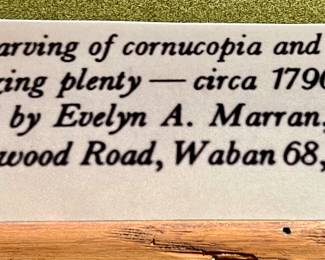 arving of cornucopia and
ing plenty — circa 1790
by Evelyn A. Marran,
wood Road, Waban 68,